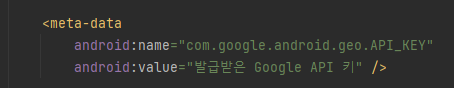 <meta-data
android:name="com.google.android.geo.API_KEY"
android:value="발급받은 Google API 키" />